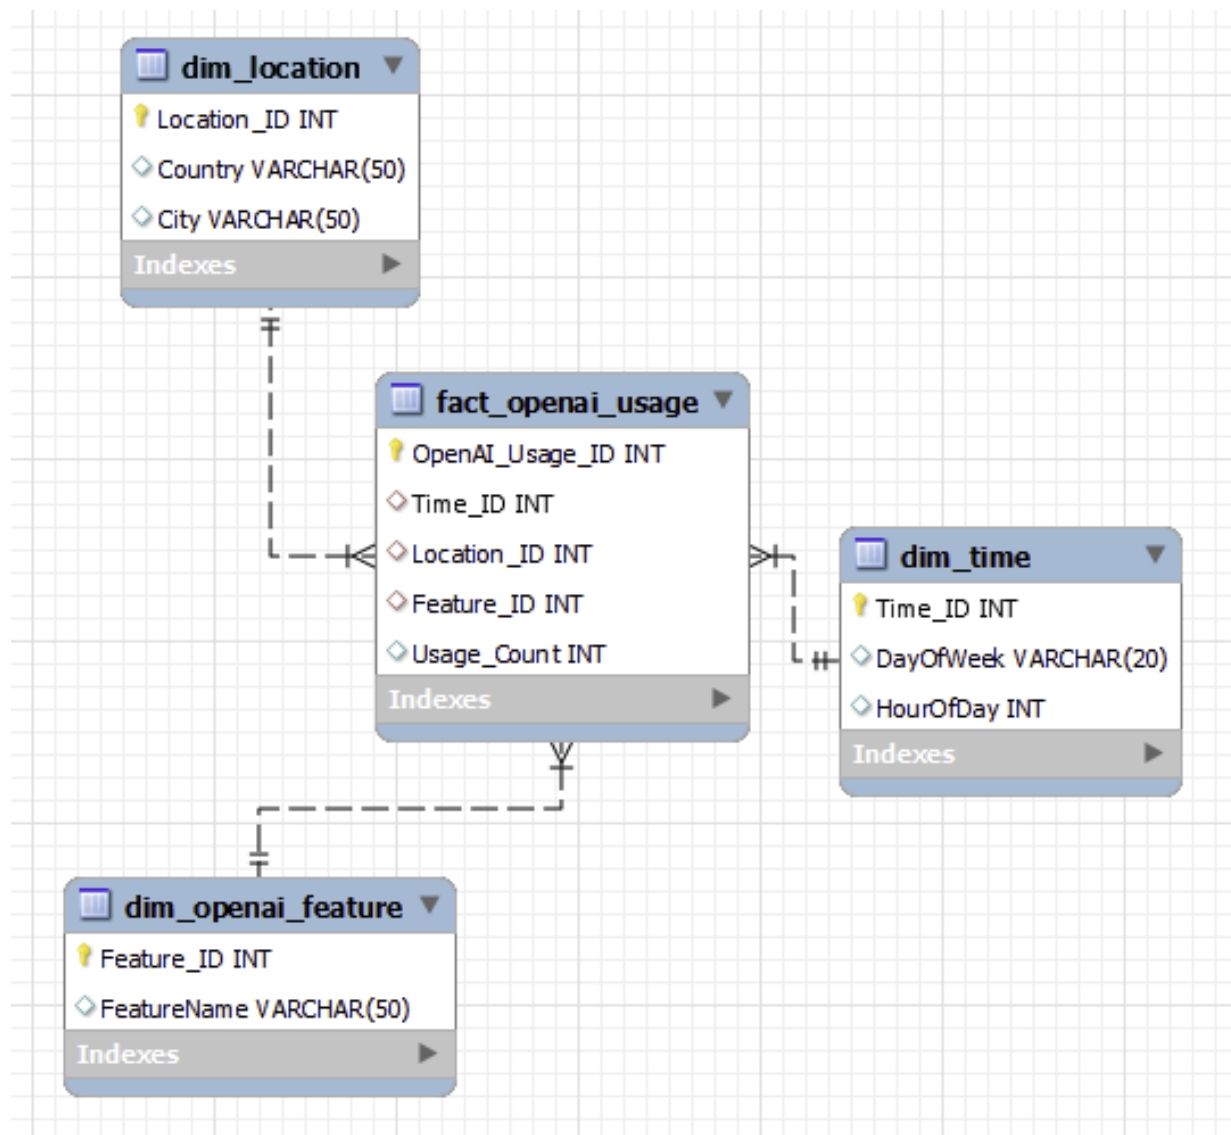 dim_location
Location_ID INT
Country VARCHAR(50)
City VARCHAR(50)
Indexes
fact_openai_usage
OpenAI_Usage_ID INT
Time_ID INT
Location_ID INT
Feature_ID INT
Usage_Count INT
Indexes
dim_time
Time_ID INT
DayOfWeek VARCHAR(20)
HourOfDay INT
Indexes
dim_openai_feature
Feature_ID INT
FeatureName VARCHAR(50)
Indexes